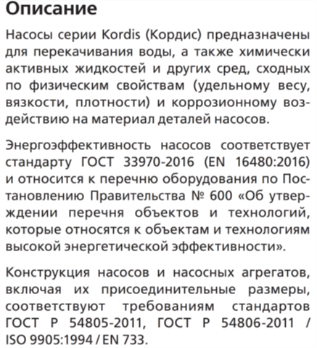 Описание
Насосы серии Kordis (Кордис) предназначены
для перекачивания воды, а также химически
активных жидкостей и других сред, сходных
по физическим свойствам (удельному весу,
вязкости, плотности) и коррозионному воз-
действию на материал деталей насосов.
Энергоэффективность насосов соответствует
стандарту ГОСТ 33970-2016 (EN 16480:2016)
и относится к перечню оборудования по Пос-
тановлению Правительства № 600 «Об утвер-
ждении перечня объектов и технологий,
которые относятся к объектам и технологиям
высокой энергетической эффективности».
Конструкция насосов и насосных агрегатов,
включая их присоединительные размеры,
соответствуют требованиям стандартов
ГОСТ Р 54805-2011, ГОСТ Р 54806-2011 /
ISO 9905:1994 / EN 733.